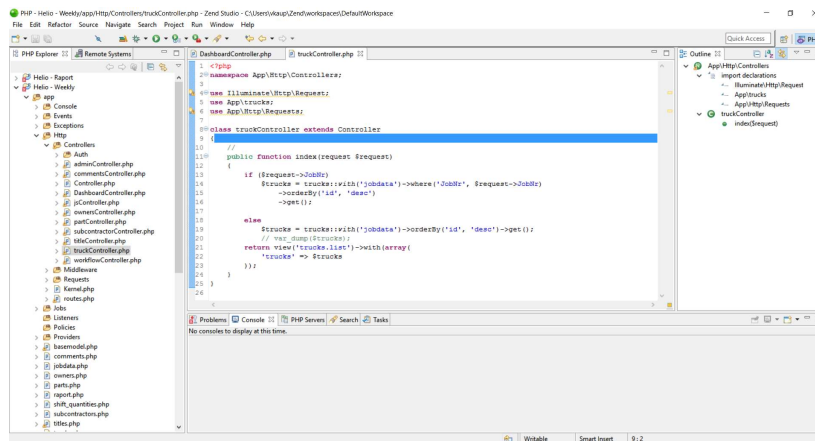 PHP - Helio - Weekly/app/Http/Controllers/truckController.php - Zend Studio - C:\Users\vkaup\Zend\workspaces\DefaultWorkspace
File Edit Refactor Source Navigate Search Project Run Window Help
Quick Access
PH
PHP Explorer
Remote Systems
Helio - Report
Helio - Weekly
app
Console
Events
Exceptions
Http
Controllers
Auth
adminController.php
commentsController.php
Controller.php
DashboardController.php
jsController.php
ownersController.php
partController.php
subcontractorController.php
titleController.php
truckController.php
workflowController.php
Middleware
Requests
Kernel.php
routes.php
Jobs
Listeners
Policies
Providers
basemodel.php
comments.php
jobdata.php
owners.php
parts.php
raport.php
shift_quantities.php
subcontractors.php
titles.php
DashboardController.php
truckController.php
1 <?php
2 namespace App\Http\Controllers;
3
4 use Illuminate\Http\Request;
5 use App\trucks;
6 use App\Http\Requests;
7
8 class truckController extends Controller
9 {
10 //
11 public function index(request $request)
12 {
13 if ($request->JobNr)
14 $trucks = trucks::with('jobdata')->where('JobNr', $request->JobNr)
15 ->orderBy('id', 'desc')
16 ->get();
17
18 else
19 $trucks = trucks::with('jobdata')->orderBy('id', 'desc')->get();
20 // var_dump($trucks);
21 return view('trucks.list')->with(array(
22 'trucks' => $trucks
23 ));
24 }
25 }
26
Problems Console PHP Servers Search Tasks
No consoles to display at this time.
Outline
App\Http\Controllers
import declarations
Illuminate\Http\Request
App\trucks
App\Http\Requests
truckController
index($request)
Writable Smart Insert 9 : 2